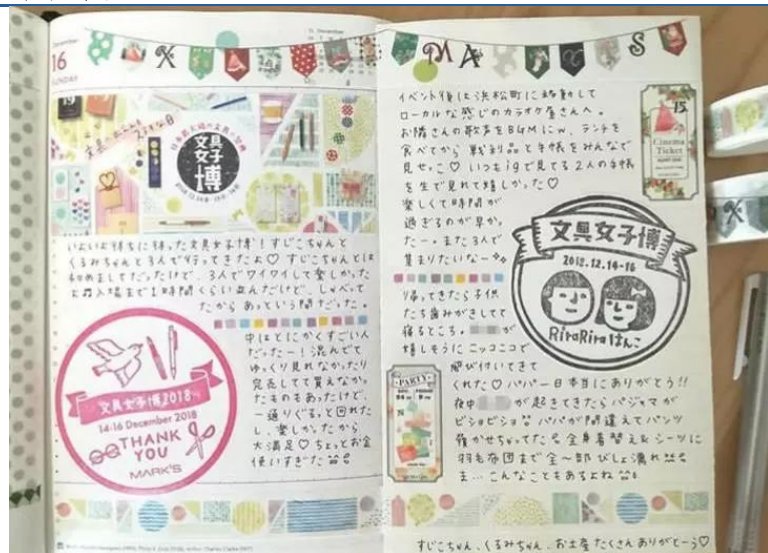 December
16
SUNDAY
XMAS
文具女子博
いよいよ待ちに待った文具女子博!すじこちゃんと
くるみちゃんと3人で行ってきたよ♡すじこちゃんとは
初めましてだったけど、3人でワイワイして楽しかった
お昼入場まで1時間くらい並んだけど、しゃべって
たからあっという間だった。
中はとにかくすごい人
だったー!混んでて
ゆっくり見れなかったり
完売してて買えなかっ
たものもあったけど、
一通りぐるっと回れた
し、楽しかったから
大満足♡ちょっとお金
使いすぎた
文具女子博2018
14-16 December 2018
THANK
YOU
MARK'S
イベント後は浜松町に移動して
ローカルな感じのカラオケ屋さんへ。
お隣さんの歌声をBGMにw、ランチを
食べてから戦利品と手帳をみんなで
見せっこ♡いつもigで見てる2人の手帳
を生で見れて嬉しかった♡
楽しくて時間が
過ぎるのが早かっ
たー。また3人で
集まりたいなー
15
Cinema
Ticket
文具女子博
2018.12.14-16
RiraRiraはんこ
帰ってきたら子供
たち歯みがきしてて
寝るところ。が
嬉しそうにニッコニコで
飛び付いてきて
くれた♡パパ一日本当にありがとう!!
夜中が起きてきたらパジャマが
ビショビショ パパが間違えてパンツ
履かせちゃってた 全身着替え&シーツに
羽毛布団まで全〜部びしょ濡れ
ま…こんなこともあるよね
PARTY
すじこちゃん、くるみちゃん、お土産たくさんありがとーう♡